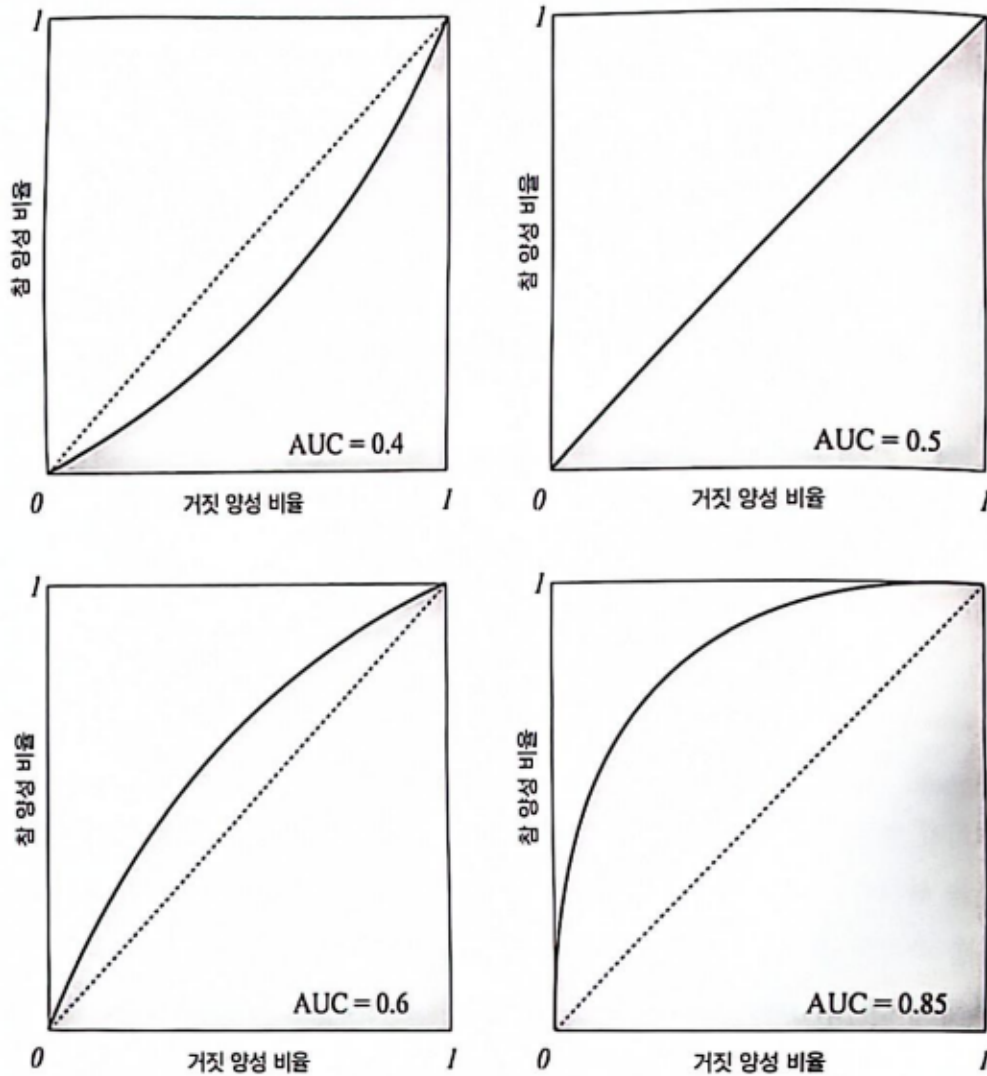 1
1
참 양성 비율
참 양성 비율
AUC = 0.4
AUC = 0.5
0
거짓 양성 비율
1
0
거짓 양성 비율
1
1
1
참 양성 비율
참 양성 비율
AUC = 0.6
AUC = 0.85
0
거짓 양성 비율
1
0
거짓 양성 비율
1